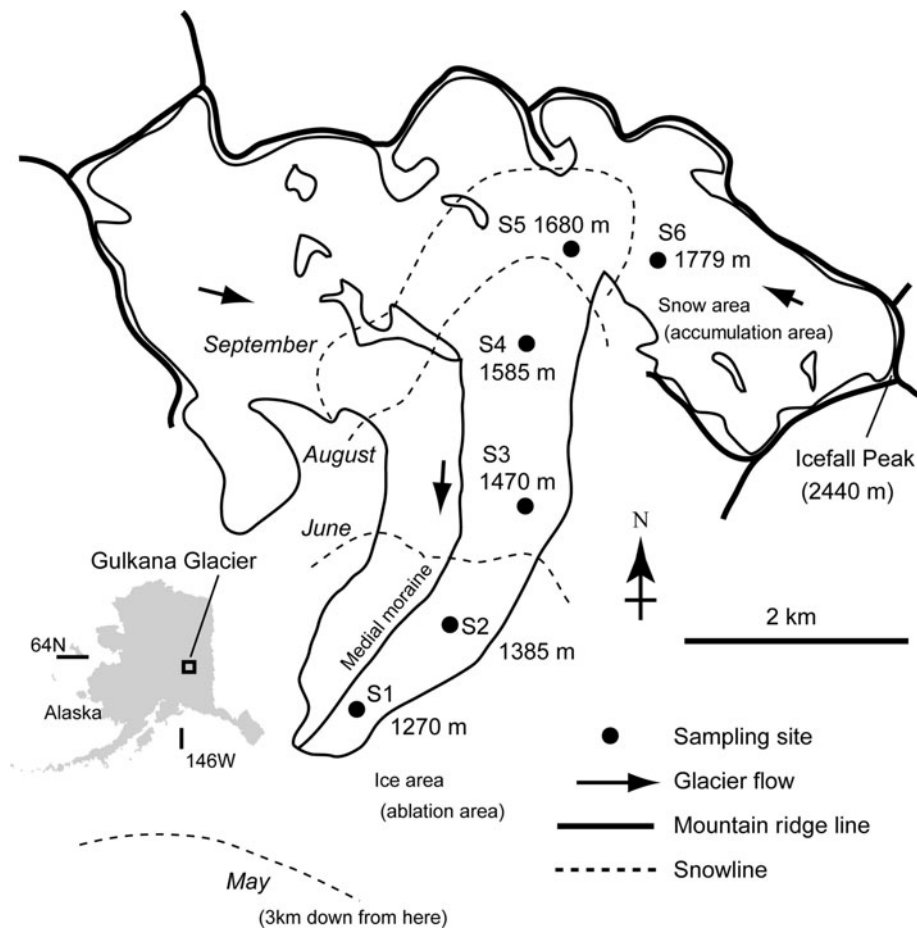 S5 1680 m
S6
1779 m
Snow area
(accumulation area)
September
S4
1585 m
August
S3
1470 m
Icefall Peak
(2440 m)
June
N
Gulkana Glacier
Medial moraine
2 km
S2
64N
1385 m
Alaska
S1
1270 m
146W
Sampling site
Ice area
(ablation area)
Glacier flow
Mountain ridge line
Snowline
May
(3km down from here)